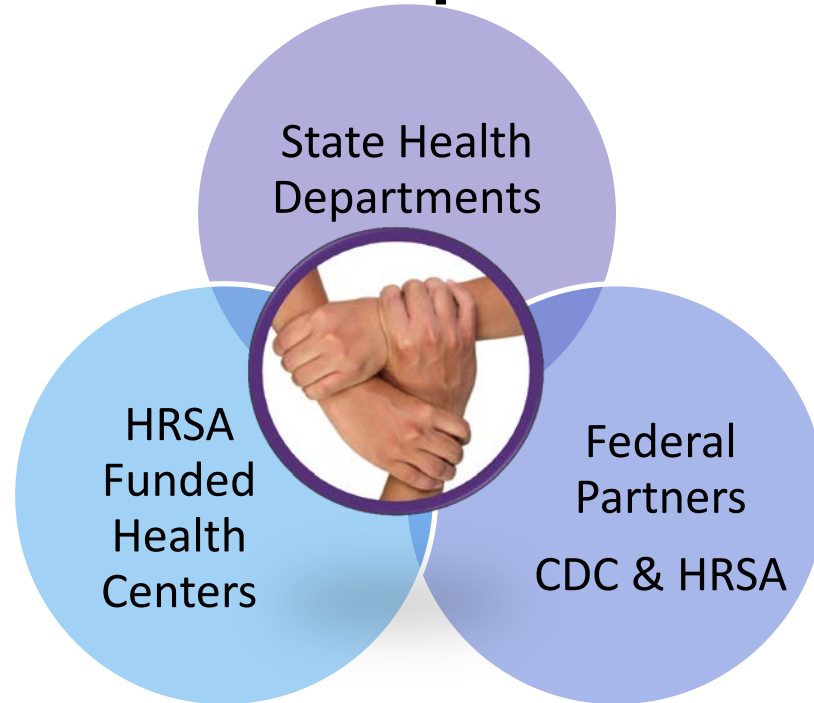 State Health
Departments
HRSA
Funded
Health
Centers
Federal
Partners
CDC & HRSA